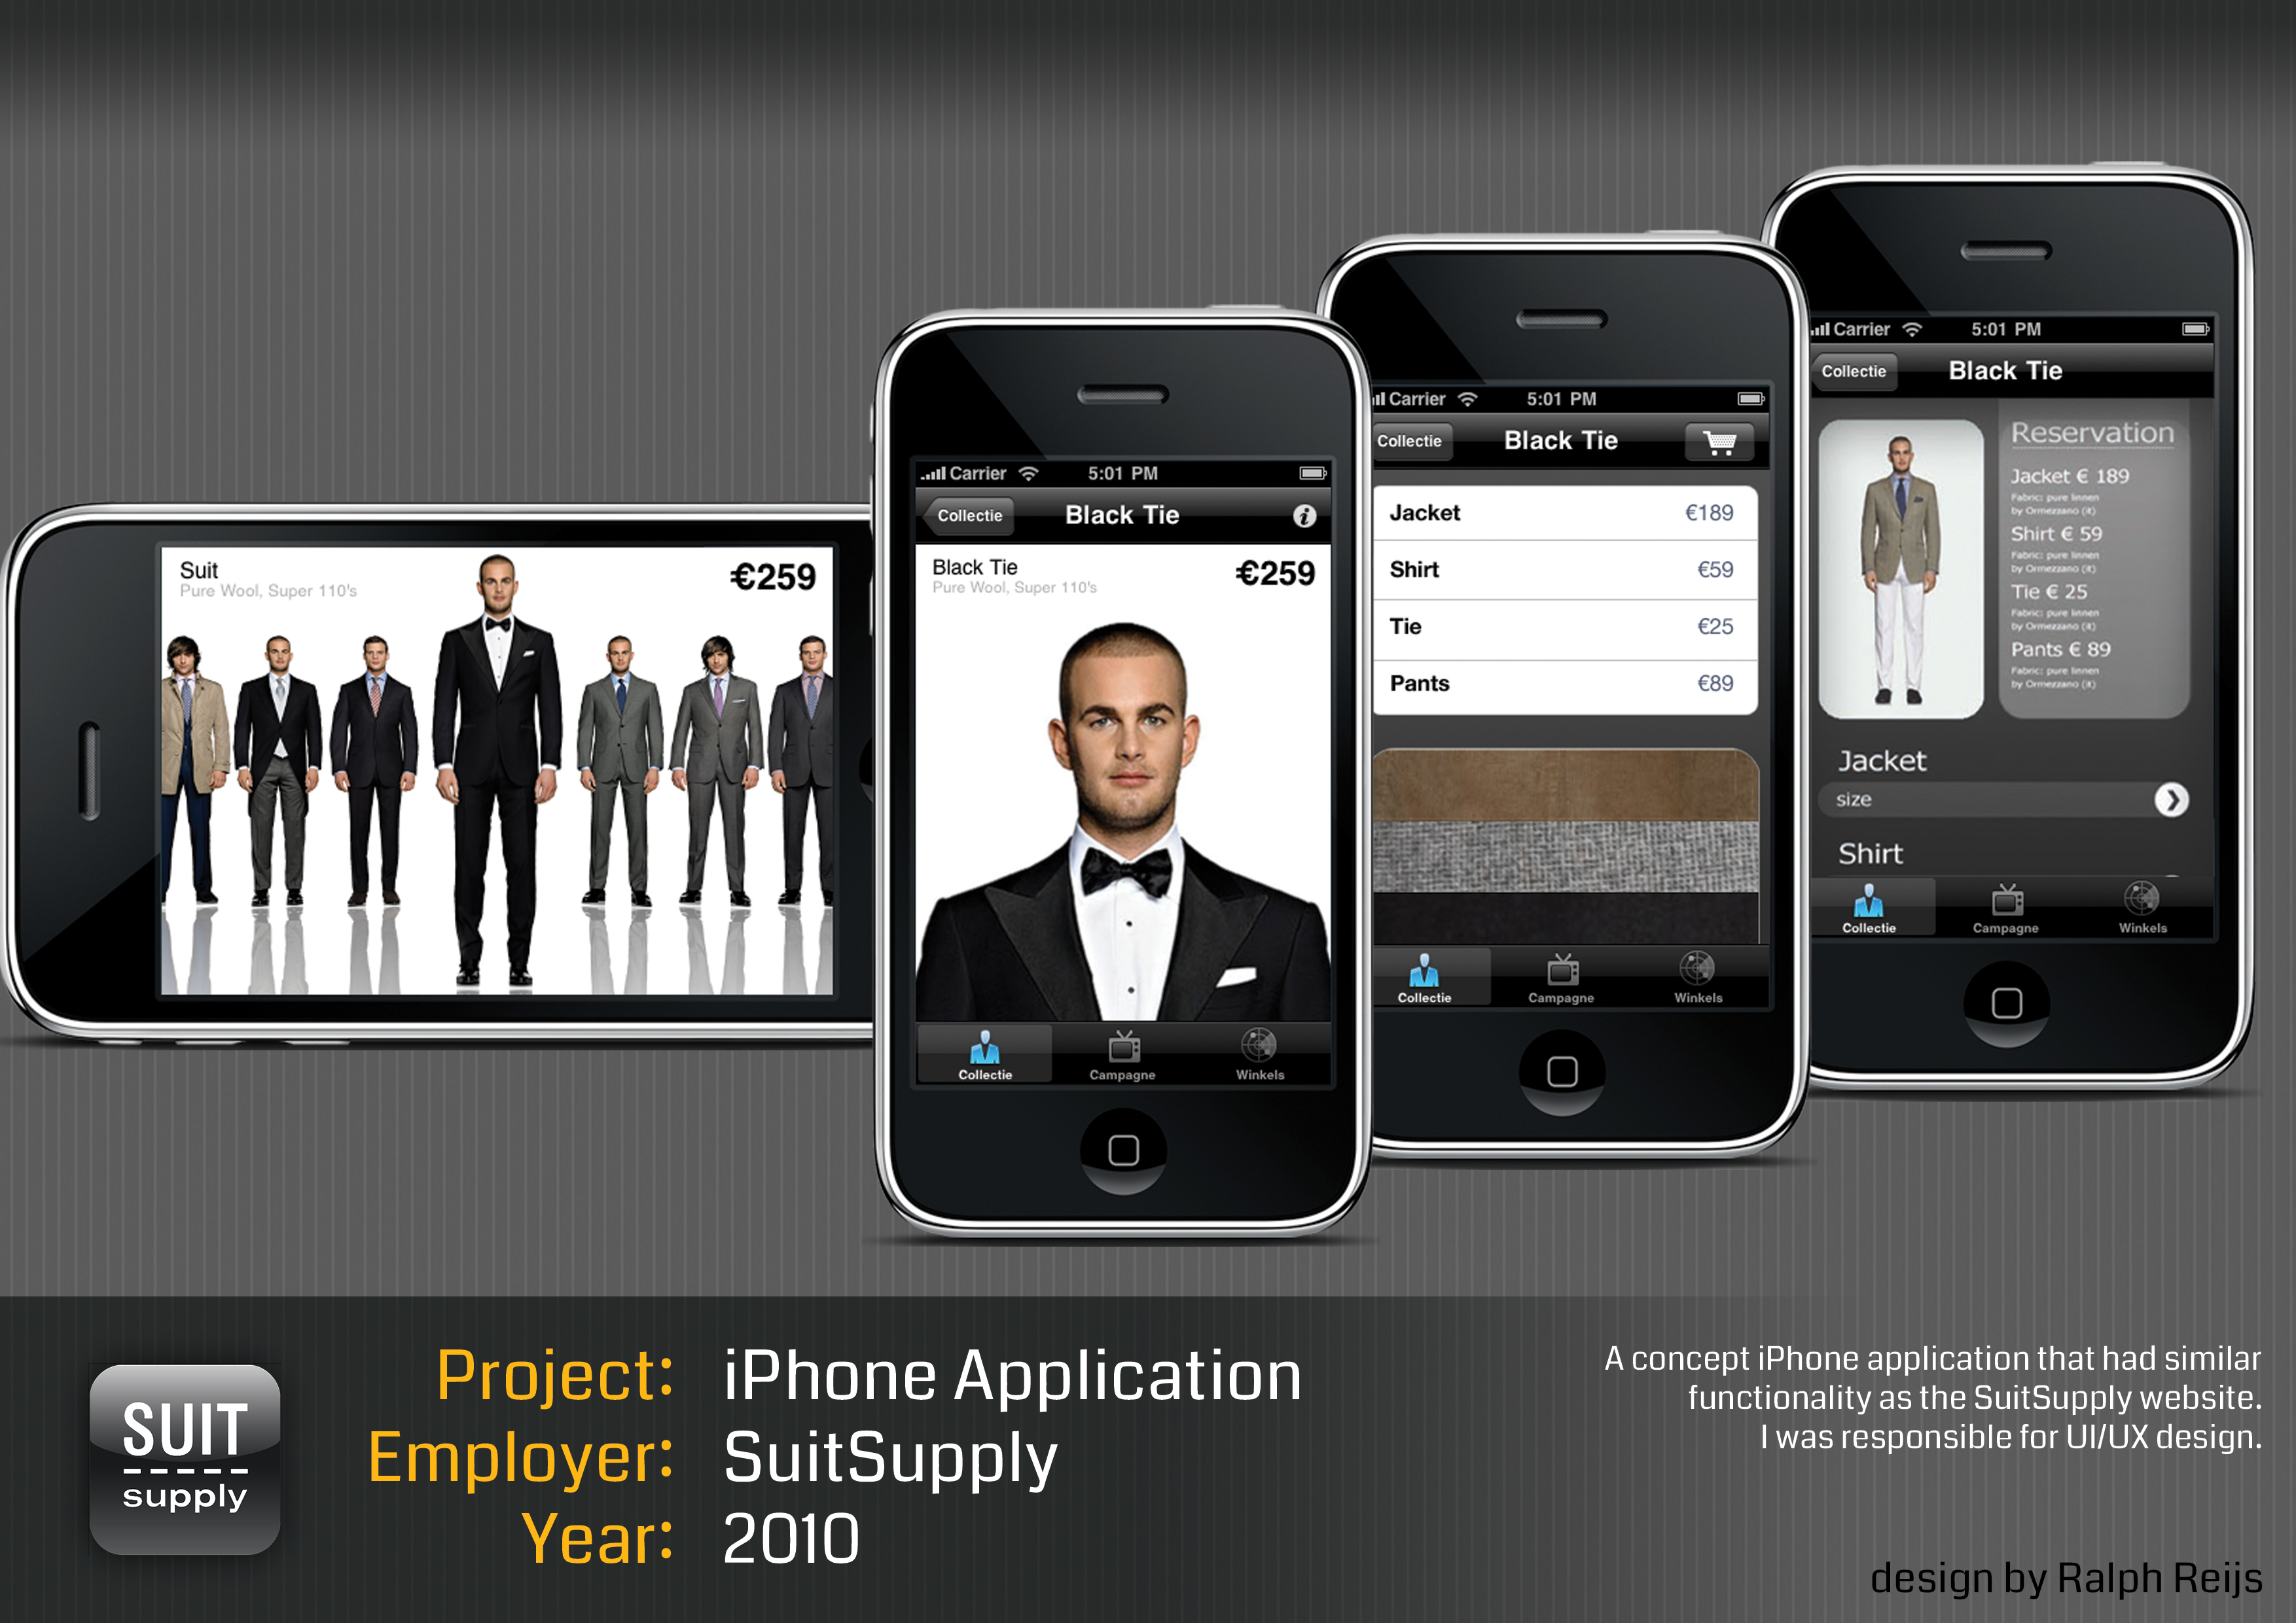 Suit
€259
Pure Wool, Super 110's
Carrier 5:01 PM
Collectie Black Tie
Black Tie €259
Pure Wool, Super 110's
Collectie Campagne Winkels
Carrier 5:01 PM
Collectie Black Tie
Jacket €189
Shirt €59
Tie €25
Pants €89
Collectie Campagne Winkels
Carrier 5:01 PM
Collectie Black Tie
Reservation
Jacket € 189
Fabric: pure linnen
by Ormezzano (it)
Shirt € 59
Fabric: pure linnen
by Ormezzano (it)
Tie € 25
Fabric: pure linnen
by Ormezzano (it)
Pants € 89
Fabric: pure linnen
by Ormezzano (it)
Jacket
size
Shirt
Collectie Campagne Winkels
SUIT
supply
Project: iPhone Application
Employer: SuitSupply
Year: 2010
A concept iPhone application that had similar
functionality as the SuitSupply website.
I was responsible for UI/UX design.
design by Ralph Reijs